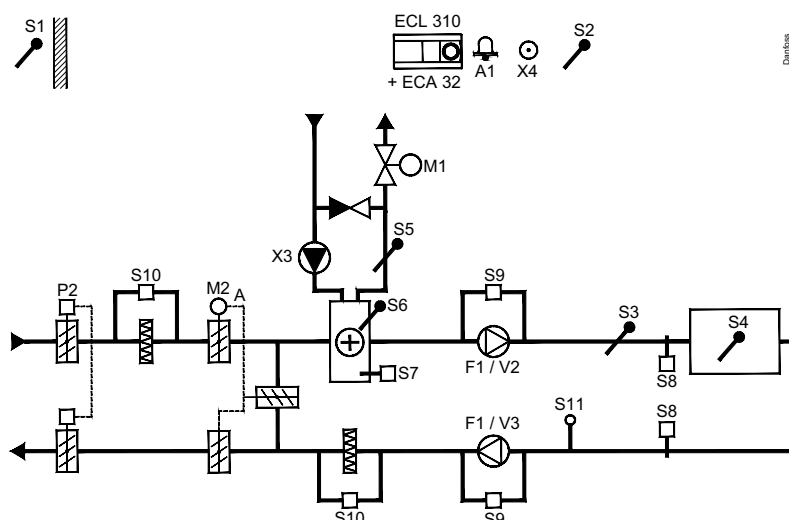 S1
ECL 310
S2
Danfoss
A1
X4
+ ECA 32
M1
S5
X3
P2
S10
M2
A
S6
S9
S3
S4
F1 / V2
S7
S8
S11
S8
F1 / V3
S10
S9